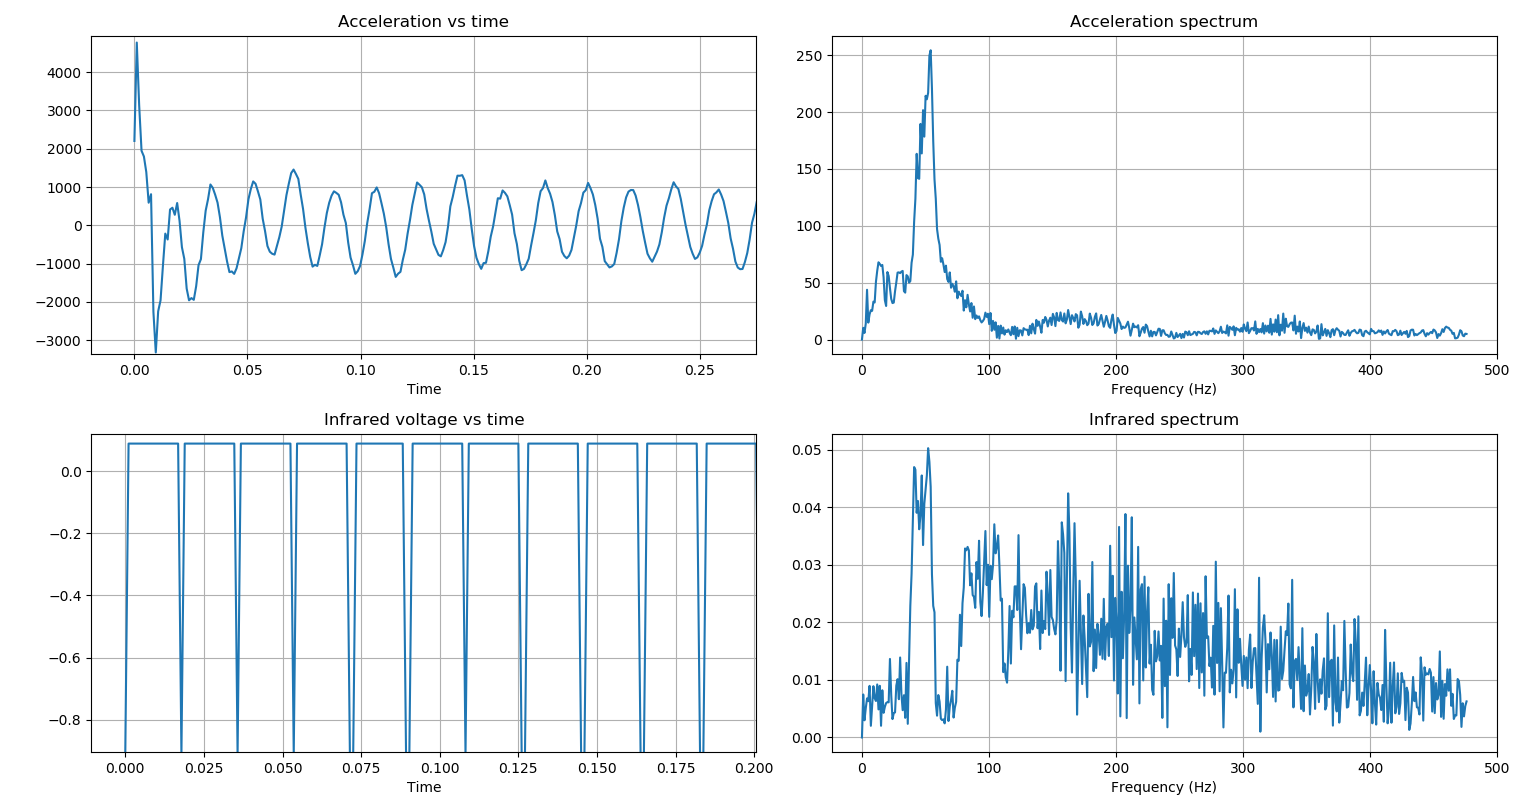 Acceleration vs time
4000
3000
2000
1000
0
−1000
−2000
−3000
0.00 0.05 0.10 0.15 0.20 0.25
Time
Acceleration spectrum
250
200
150
100
50
0
0 100 200 300 400 500
Frequency (Hz)
Infrared voltage vs time
0.0
−0.2
−0.4
−0.6
−0.8
0.000 0.025 0.050 0.075 0.100 0.125 0.150 0.175 0.200
Time
Infrared spectrum
0.05
0.04
0.03
0.02
0.01
0.00
0 100 200 300 400 500
Frequency (Hz)